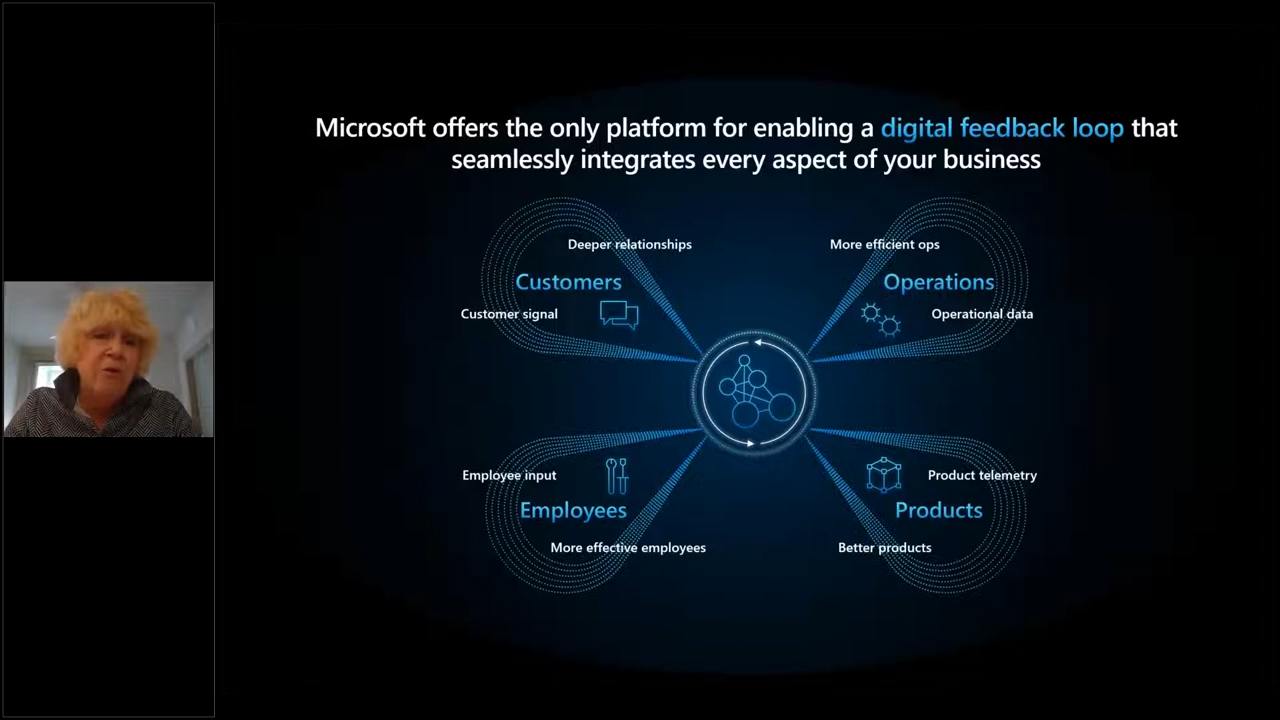 Microsoft offers the only platform for enabling a digital feedback loop that
seamlessly integrates every aspect of your business
Deeper relationships
Customers
Customer signal
More efficient ops
Operations
Operational data
Employee input
Employees
More effective employees
Product telemetry
Products
Better products